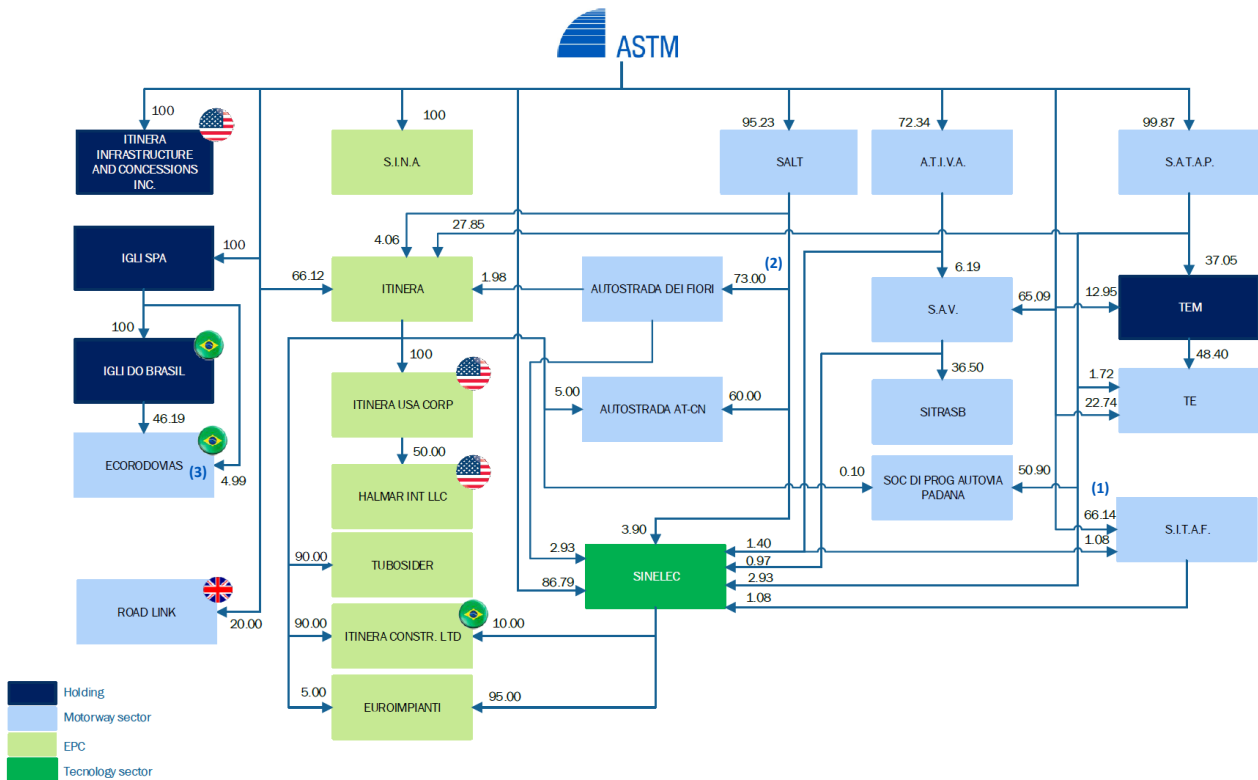 ASTM
100
100
95.23
72.34
99.87
ITINERA
INFRASTRUCTURE
AND CONCESSIONS
INC.
S.I.N.A.
SALT
A.T.I.V.A.
S.A.T.A.P.
27.85
4.06
IGLI SPA
100
66.12
ITINERA
1.98
AUTOSTRADA DEI FIORI
(2)
73.00
6.19
S.A.V.
65,09
37.05
12.95
TEM
100
100
48.40
IGLI DO BRASIL
ITINERA USA CORP
5.00
AUTOSTRADA AT-CN
60.00
36.50
SITRASB
1.72
22.74
TE
46.19
50.00
ECORODOVIAS
(3)
4.99
HALMAR INT LLC
0.10
SOC DI PROG AUTOVIA
PADANA
50.90
(1)
66.14
S.I.T.A.F.
1.08
3.90
90.00
TUBOSIDER
2.93
86.79
SINELEC
1.40
0.97
2.93
1.08
ROAD LINK
20.00
90.00
ITINERA CONSTR. LTD
10.00
5.00
EUROIMPIANTI
95.00
Holding
Motorway sector
EPC
Tecnology sector